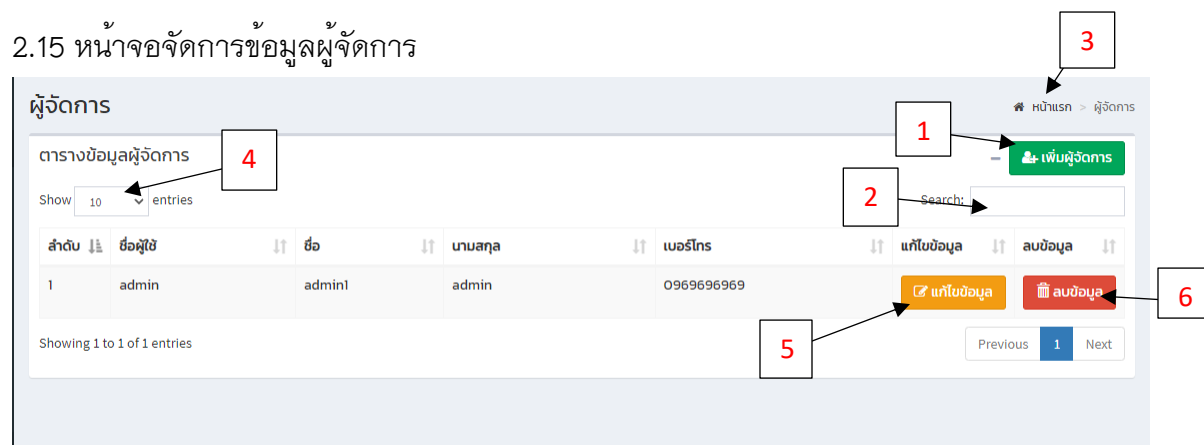 2.15 หน้าจอจัดการข้อมูลผู้จัดการ
3
ผู้จัดการ
หน้าแรก > ผู้จัดการ
1
ตารางข้อมูลผู้จัดการ
4
เพิ่มผู้จัดการ
Show 10 entries
2
Search:
ลำดับ ชื่อผู้ใช้ ชื่อ นามสกุล เบอร์โทร แก้ไขข้อมูล ลบข้อมูล
1 admin admin1 admin 0969696969 แก้ไขข้อมูล ลบข้อมูล
6
Showing 1 to 1 of 1 entries
5
Previous 1 Next